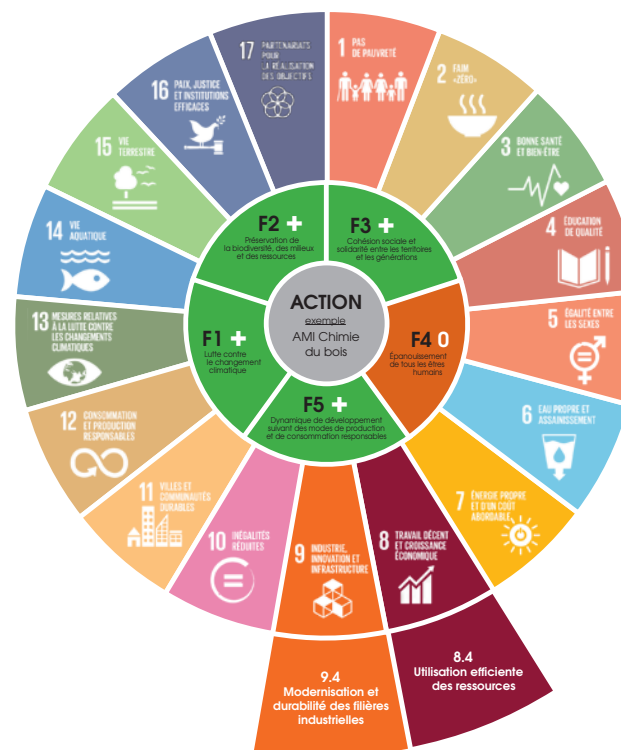 1 PAS
DE PAUVRETÉ
2 FAIM
«ZÉRO»
3 BONNE SANTÉ
ET BIEN-ÊTRE
4 ÉDUCATION
DE QUALITÉ
5 ÉGALITÉ ENTRE
LES SEXES
6 EAU PROPRE ET
ASSAINISSEMENT
7 ÉNERGIE PROPRE
ET D'UN COÛT
ABORDABLE
8 TRAVAIL DÉCENT
ET CROISSANCE
ÉCONOMIQUE
8.4
Utilisation efficiente
des ressources
9 INDUSTRIE,
INNOVATION ET
INFRASTRUCTURE
9.4
Modernisation et
durabilité des filières
industrielles
10 INÉGALITÉS
RÉDUITES
11 VILLES ET
COMMUNAUTÉS
DURABLES
12 CONSOMMATION
ET PRODUCTION
RESPONSABLES
13 MESURES RELATIVES
À LA LUTTE CONTRE
LES CHANGEMENTS
CLIMATIQUES
14 VIE
AQUATIQUE
15 VIE
TERRESTRE
16 PAIX, JUSTICE
ET INSTITUTIONS
EFFICACES
17 PARTENARIATS
POUR
LA RÉALISATION
DES OBJECTIFS
F1 +
Lutte contre
le changement
climatique
F2 +
Préservation de
la biodiversité, des milieux
et des ressources
F3 +
Cohésion sociale et
solidarité entre les territoires
et les générations
F4 0
Épanouissement
de tous les êtres
humains
F5 +
Dynamique de développement
suivant des modes de production
et de consommation responsables
ACTION
exemple
AMI Chimie
du bois